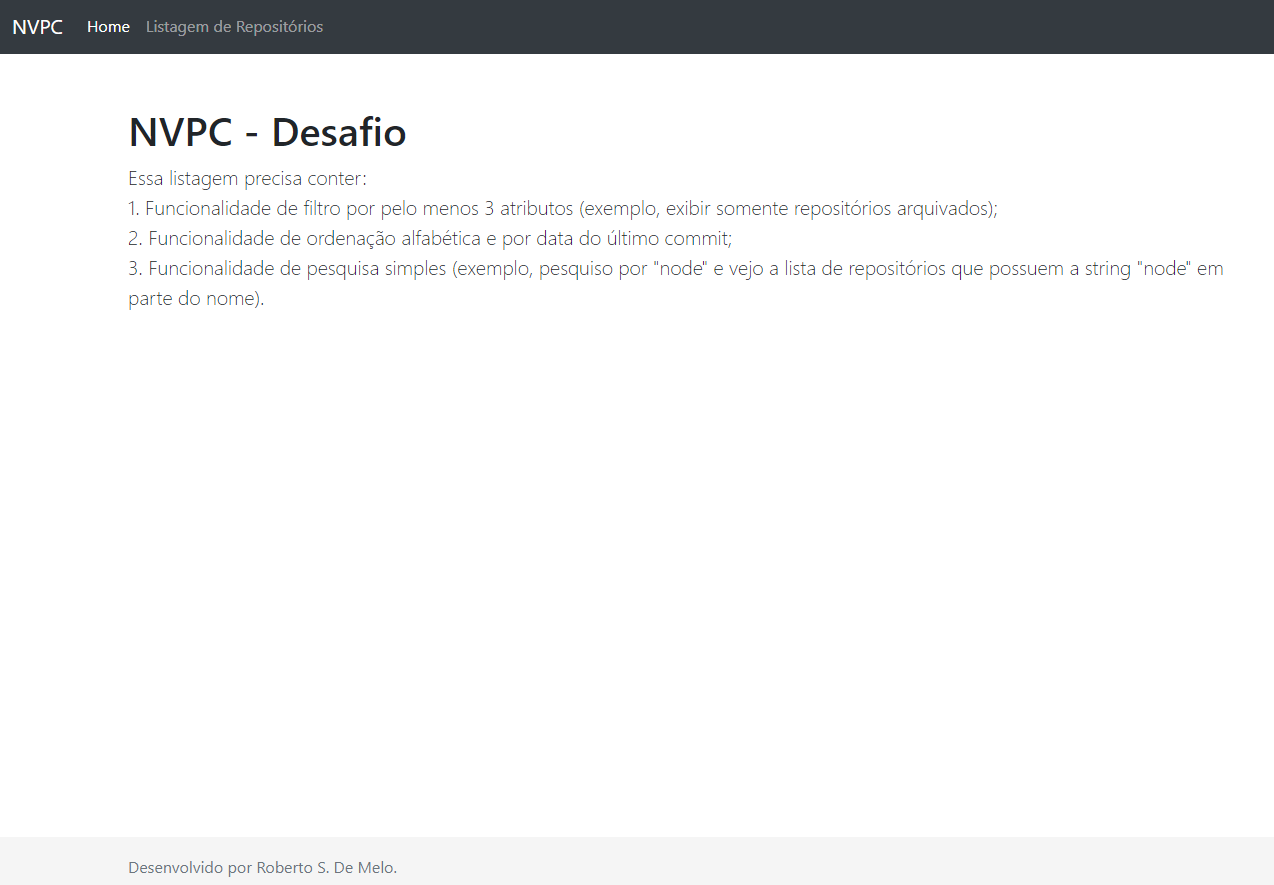 NVPC Home Listagem de Repositórios
NVPC - Desafio
Essa listagem precisa conter:
1. Funcionalidade de filtro por pelo menos 3 atributos (exemplo, exibir somente repositórios arquivados);
2. Funcionalidade de ordenação alfabética e por data do último commit;
3. Funcionalidade de pesquisa simples (exemplo, pesquiso por "node" e vejo a lista de repositórios que possuem a string "node" em
parte do nome).
Desenvolvido por Roberto S. De Melo.